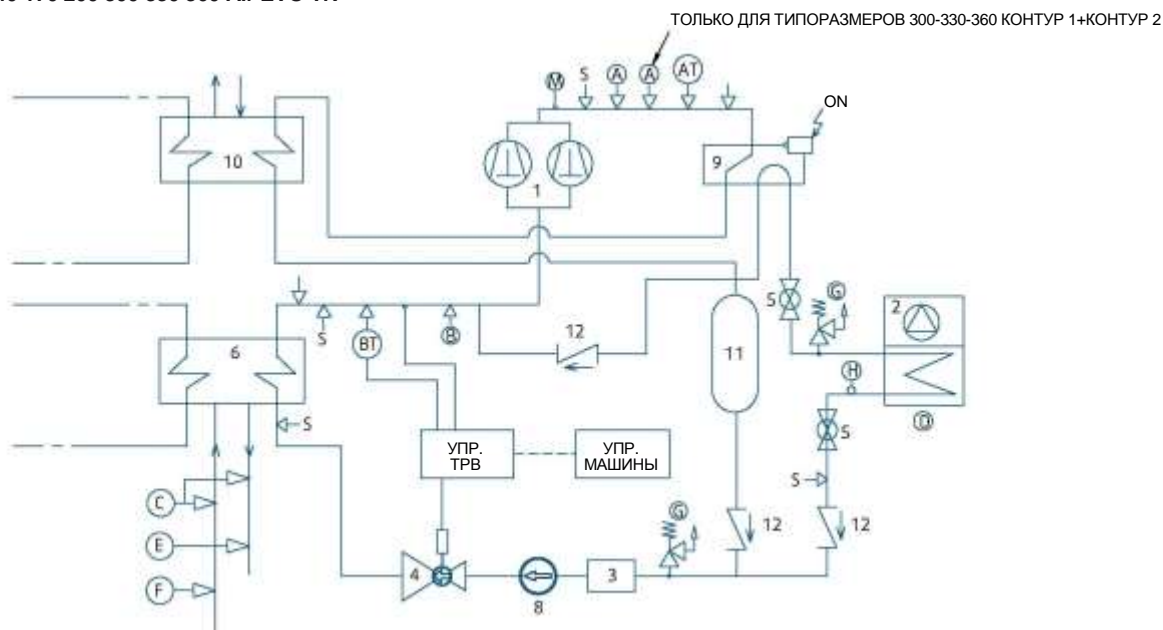 ТОЛЬКО ДЛЯ ТИПОРАЗМЕРОВ 300-330-360 КОНТУР 1+КОНТУР 2
M
S
A
A
AT
ON
10
1
9
S
G
2
12
6
S
BT
B
11
H
D
S
S
УПР.
ТРВ
УПР.
МАШИНЫ
S
C
G
12
12
E
4
3
F
8